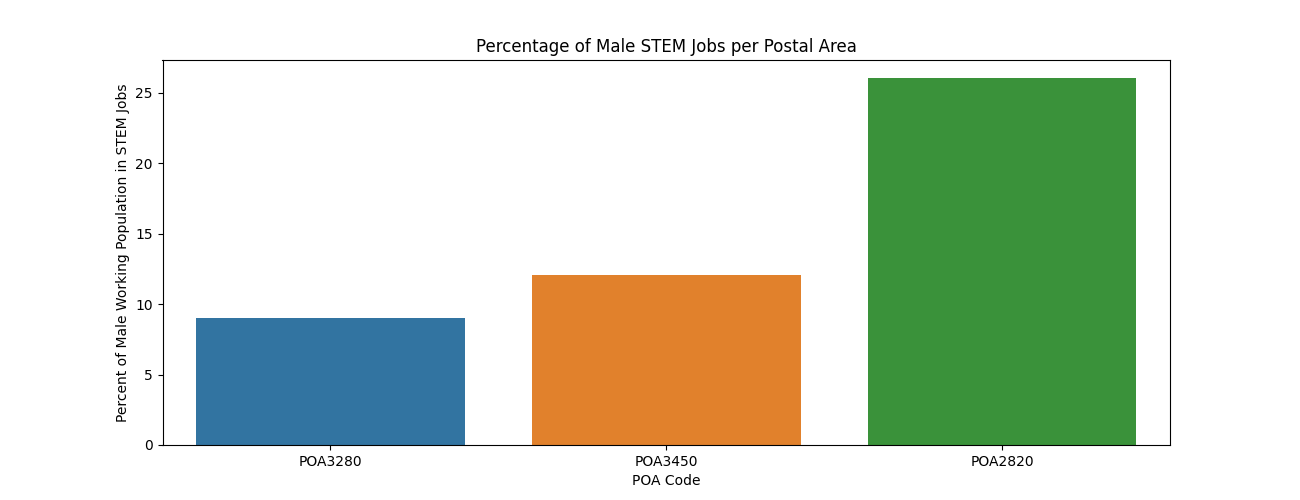 Percentage of Male STEM Jobs per Postal Area
Percent of Male Working Population in STEM Jobs
25
20
15
10
5
0
POA3280 POA3450 POA2820
POA Code